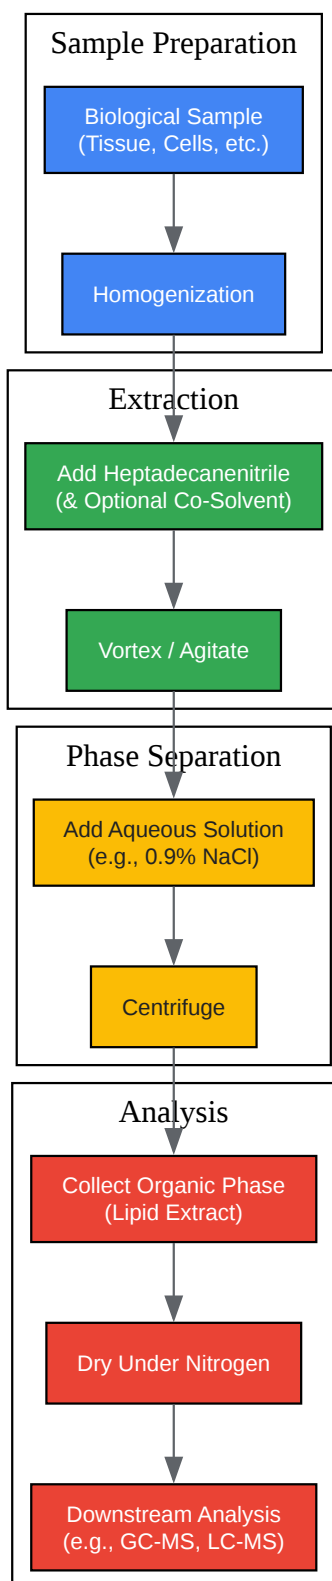 Sample Preparation
Biological Sample
(Tissue, Cells, etc.)
Homogenization
Extraction
Add Heptadecanenitrile
(& Optional Co-Solvent)
Vortex / Agitate
Phase Separation
Add Aqueous Solution
(e.g., 0.9% NaCl)
Centrifuge
Analysis
Collect Organic Phase
(Lipid Extract)
Dry Under Nitrogen
Downstream Analysis
(e.g., GC-MS, LC-MS)